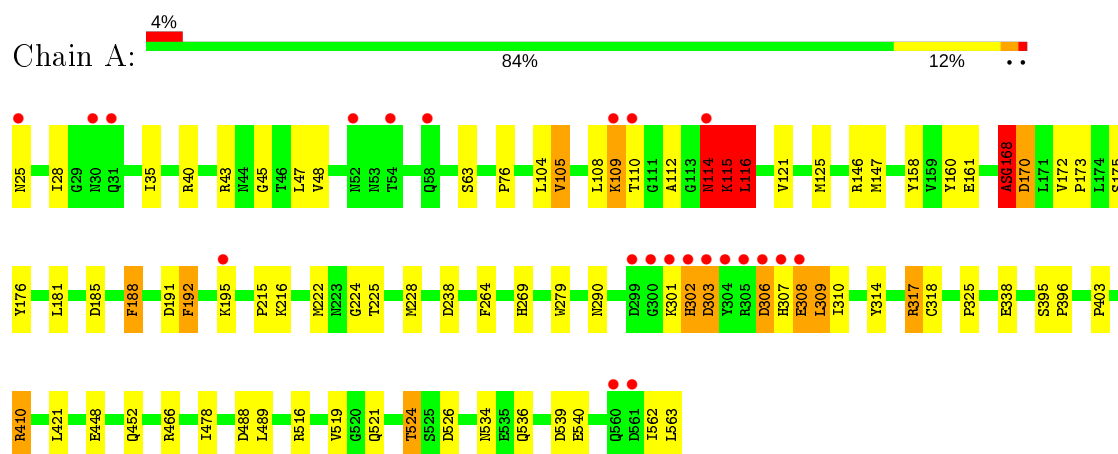 4%
Chain A:
84% 12% • •
N25 I28 G29 N30 Q31 I35 R40 R43 N44 G45 T46 L47 V48 N52 N53 T54 Q58 S63 P76 L104 V105 L108 K109 T110 G111 A112 G113 N114 K115 L116 V121 M125 R146 M147 Y158 V159 Y160 E161 ASG168 D170 L171 V172 P173 L174 S175
Y176 L181 D185 F188 D191 F192 K195 P215 K216 M222 N223 G224 T225 M228 D238 F264 H269 W279 N290 D299 G300 K301 H302 D303 Y304 R305 D306 H307 E308 L309 I310 Y314 R317 C318 P325 E338 S395 P396 P403
R410 L421 E448 Q452 R466 I478 D488 L489 R516 V519 G520 Q521 T524 S525 D526 N534 E535 Q536 D539 E540 Q560 D561 I562 L563